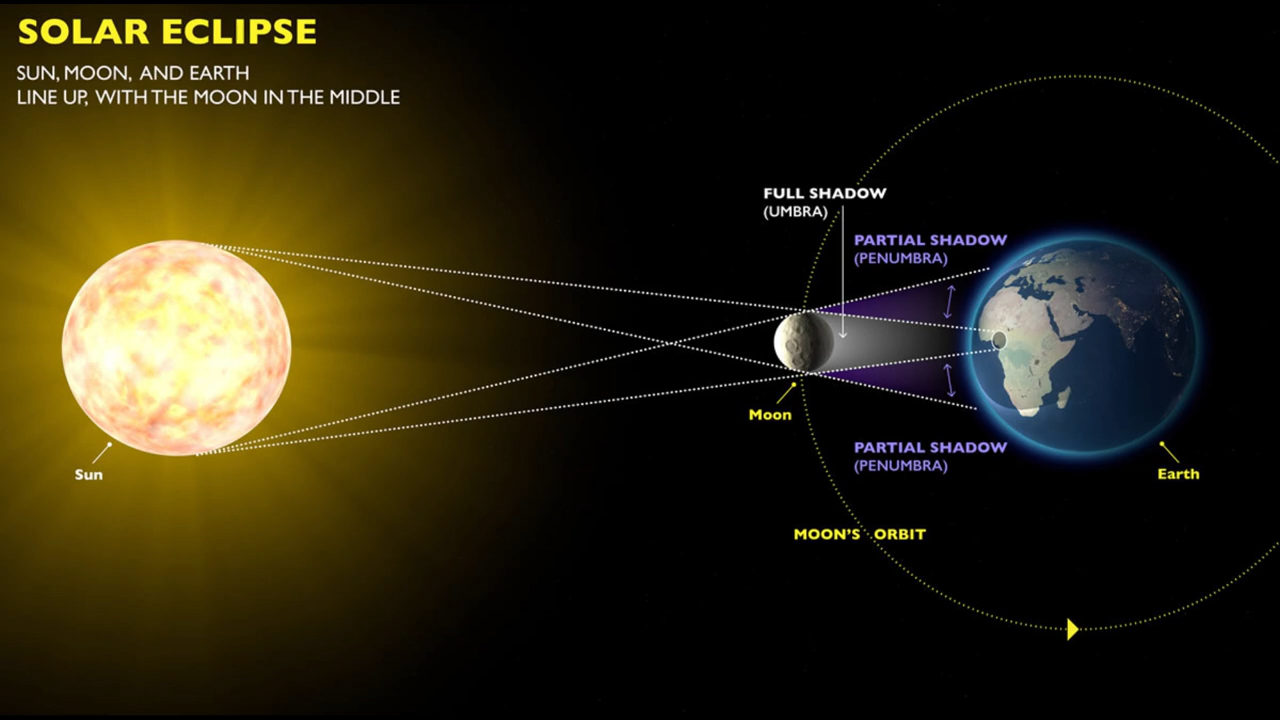 SOLAR ECLIPSE
SUN, MOON, AND EARTH
LINE UP, WITH THE MOON IN THE MIDDLE
FULL SHADOW
(UMBRA)
PARTIAL SHADOW
(PENUMBRA)
Moon
PARTIAL SHADOW
(PENUMBRA)
Sun
Earth
MOON'S ORBIT